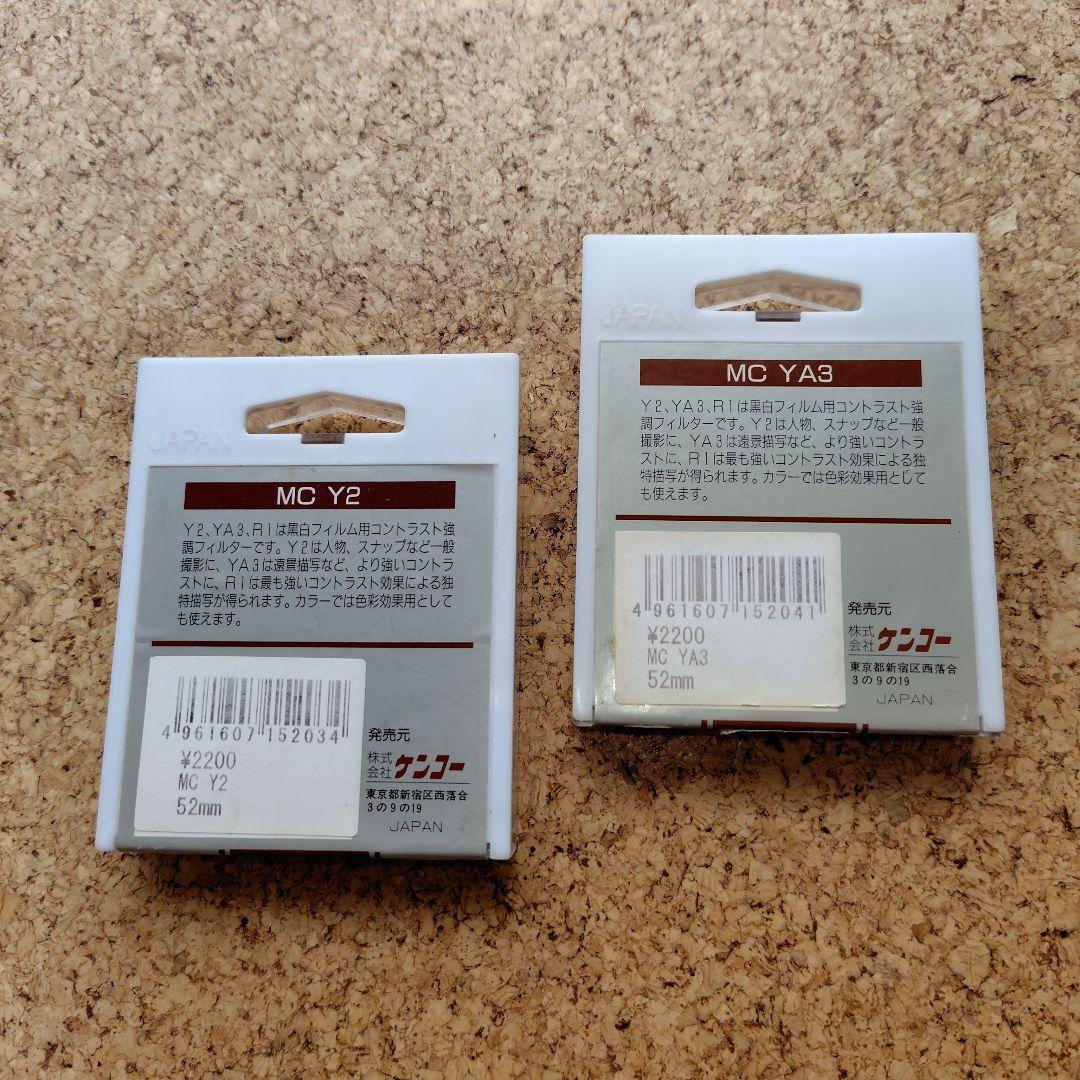 JAPAN
MC Y2
Y2、YA3、R1は黒白フィルム用コントラスト強
調フィルターです。Y2は人物、スナップなど一般
撮影に、YA3は遠景描写など、より強いコントラ
ストに、R1は最も強いコントラスト効果による独
特描写が得られます。カラーでは色彩効果用として
も使えます。
4 961607 152034
¥2200
MC Y2
52mm
発売元
株式
会社 ケンコー
東京都新宿区西落合
3の9の19
JAPAN
JAPAN
MC YA3
Y2、YA3、R1は黒白フィルム用コントラスト強
調フィルターです。Y2は人物、スナップなど一般
撮影に、YA3は遠景描写など、より強いコントラ
ストに、R1は最も強いコントラスト効果による独
特描写が得られます。カラーでは色彩効果用として
も使えます。
4 961607 152041
¥2200
MC YA3
52mm
発売元
株式
会社 ケンコー
東京都新宿区西落合
3の9の19
JAPAN